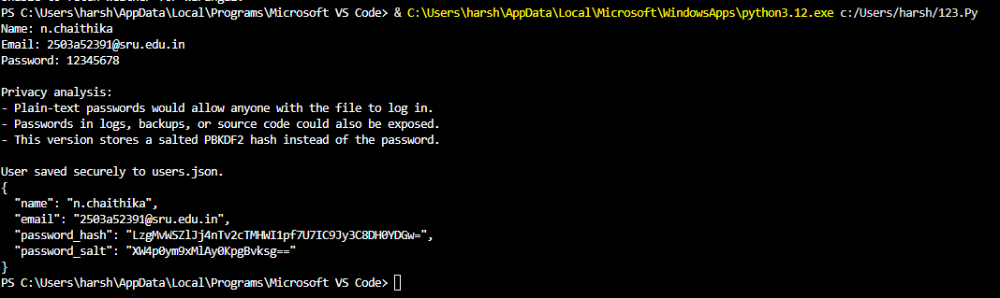 PS C:\Users\harsh\AppData\Local\Programs\Microsoft VS Code> & C:\Users\harsh\AppData\Local\Microsoft\WindowsApps\python3.12.exe c:/Users/harsh/123.Py
Name: n.chaithika
Email: 2503a52391@sru.edu.in
Password: 12345678
Privacy analysis:
- Plain-text passwords would allow anyone with the file to log in.
- Passwords in logs, backups, or source code could also be exposed.
- This version stores a salted PBKDF2 hash instead of the password.
User saved securely to users.json.
{
"name": "n.chaithika",
"email": "2503a52391@sru.edu.in",
"password_hash": "LzgMvWSZlJj4nTv2cTMHWI1pf7U7IC9Jy3C8DH0YDGw=",
"password_salt": "XW4p0ym9xMlAy0KpgBvksg=="
}
PS C:\Users\harsh\AppData\Local\Programs\Microsoft VS Code>